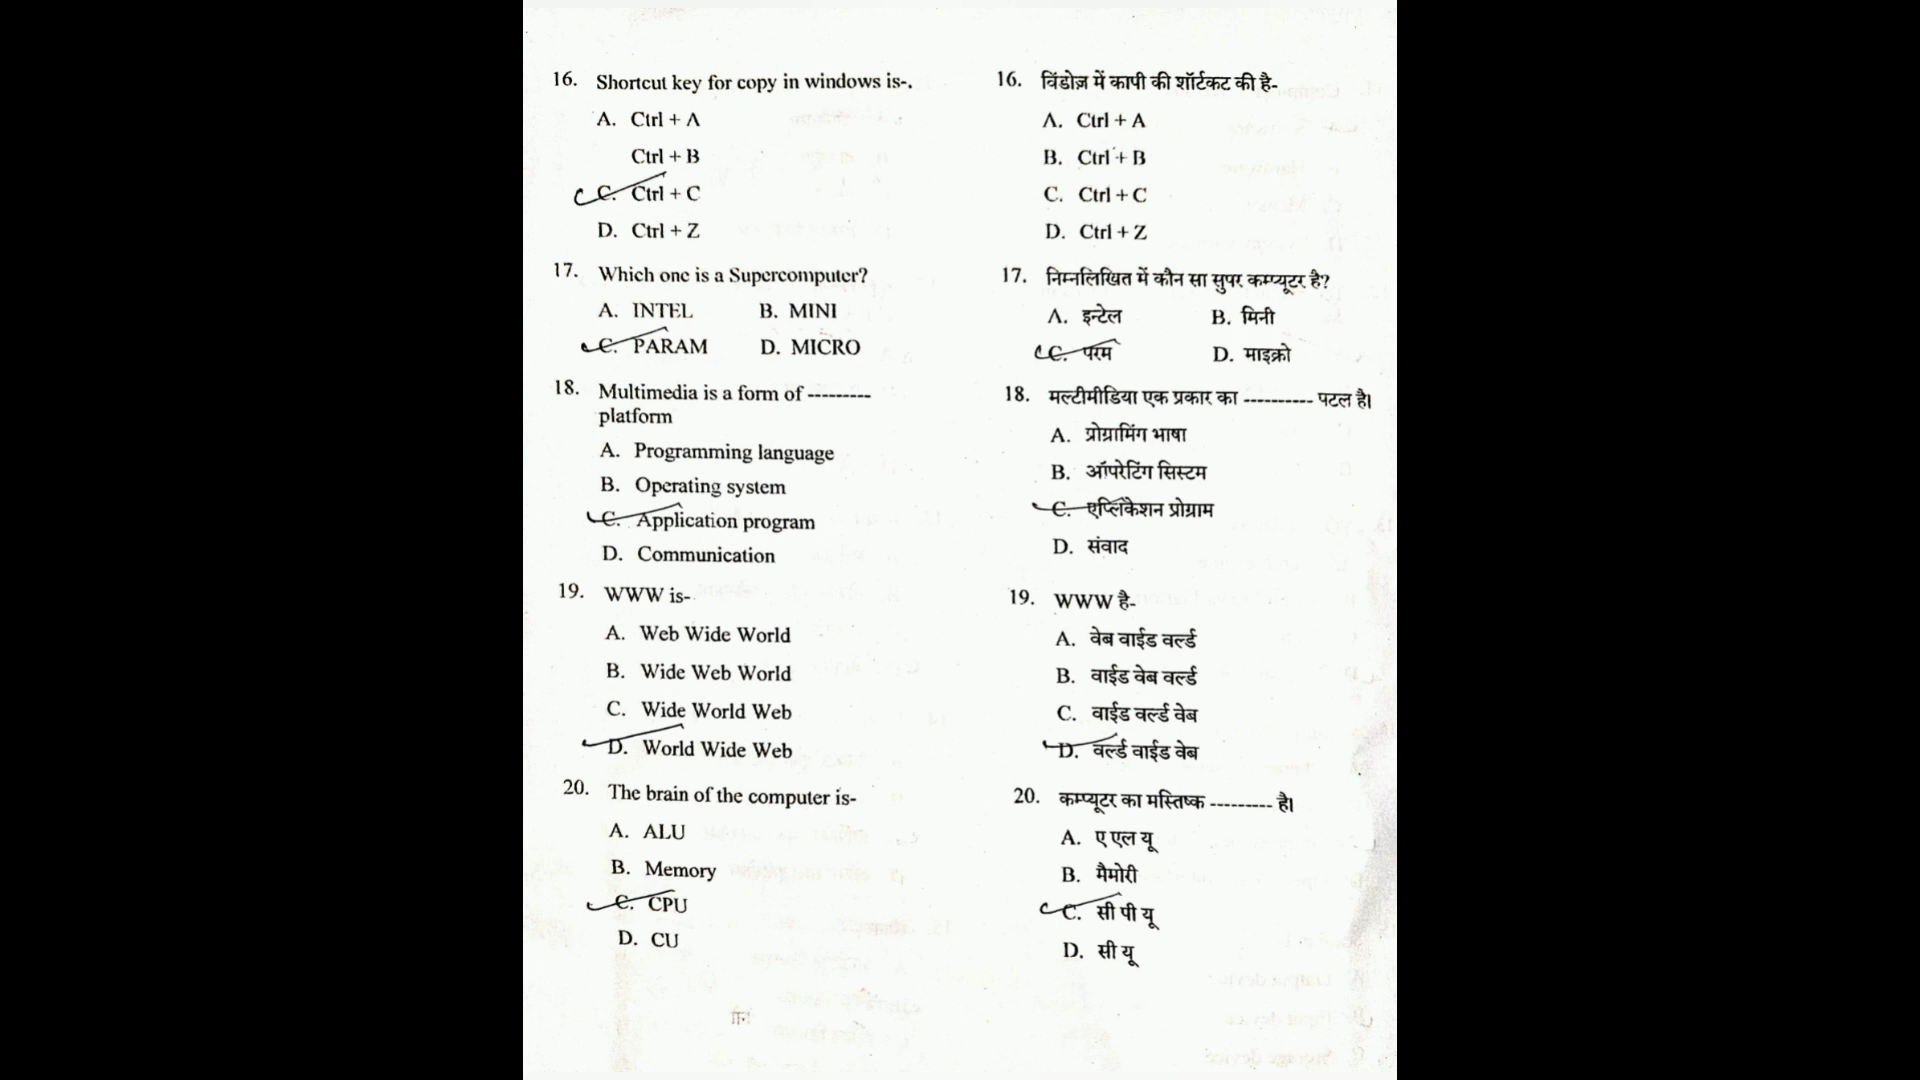 16. Shortcut key for copy in windows is-.
A. Ctrl + A
Ctrl + B
C. Ctrl + C
D. Ctrl + Z
17. Which one is a Supercomputer?
A. INTEL B. MINI
C. PARAM D. MICRO
18. Multimedia is a form of ---------
platform
A. Programming language
B. Operating system
C. Application program
D. Communication
19. WWW is-
A. Web Wide World
B. Wide Web World
C. Wide World Web
D. World Wide Web
20. The brain of the computer is-
A. ALU
B. Memory
C. CPU
D. CU
16. विंडोज़ में कापी की शॉर्टकट की है-
A. Ctrl + A
B. Ctrl + B
C. Ctrl + C
D. Ctrl + Z
17. निम्नलिखित में कौन सा सुपर कम्प्यूटर है?
A. इन्टेल B. मिनी
C. परम D. माइक्रो
18. मल्टीमीडिया एक प्रकार का ---------- पटल है।
A. प्रोग्रामिंग भाषा
B. ऑपरेटिंग सिस्टम
C. एप्लिकेशन प्रोग्राम
D. संवाद
19. WWW है-
A. वेब वाईड वर्ल्ड
B. वाईड वेब वर्ल्ड
C. वाईड वर्ल्ड वेब
D. वर्ल्ड वाईड वेब
20. कम्प्यूटर का मस्तिष्क --------- है।
A. ए एल यू
B. मैमोरी
C. सी पी यू
D. सी यू